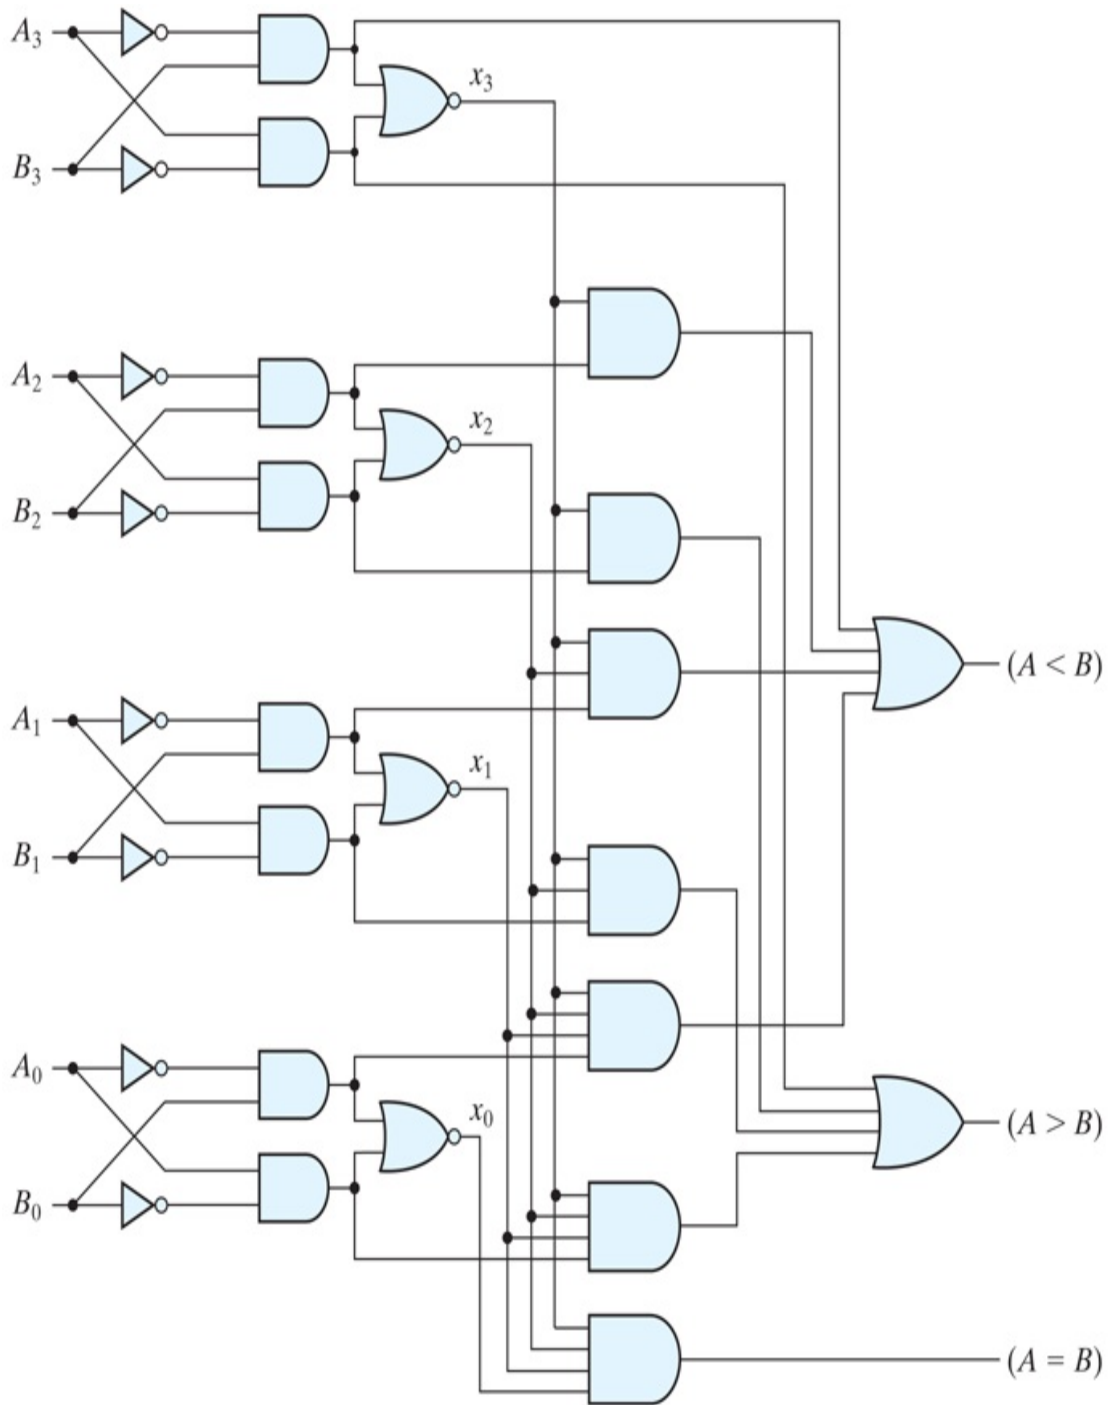 A₃
x₃
B₃
A₂
x₂
B₂
(A < B)
A₁
x₁
B₁
A₀
x₀
(A > B)
B₀
(A = B)